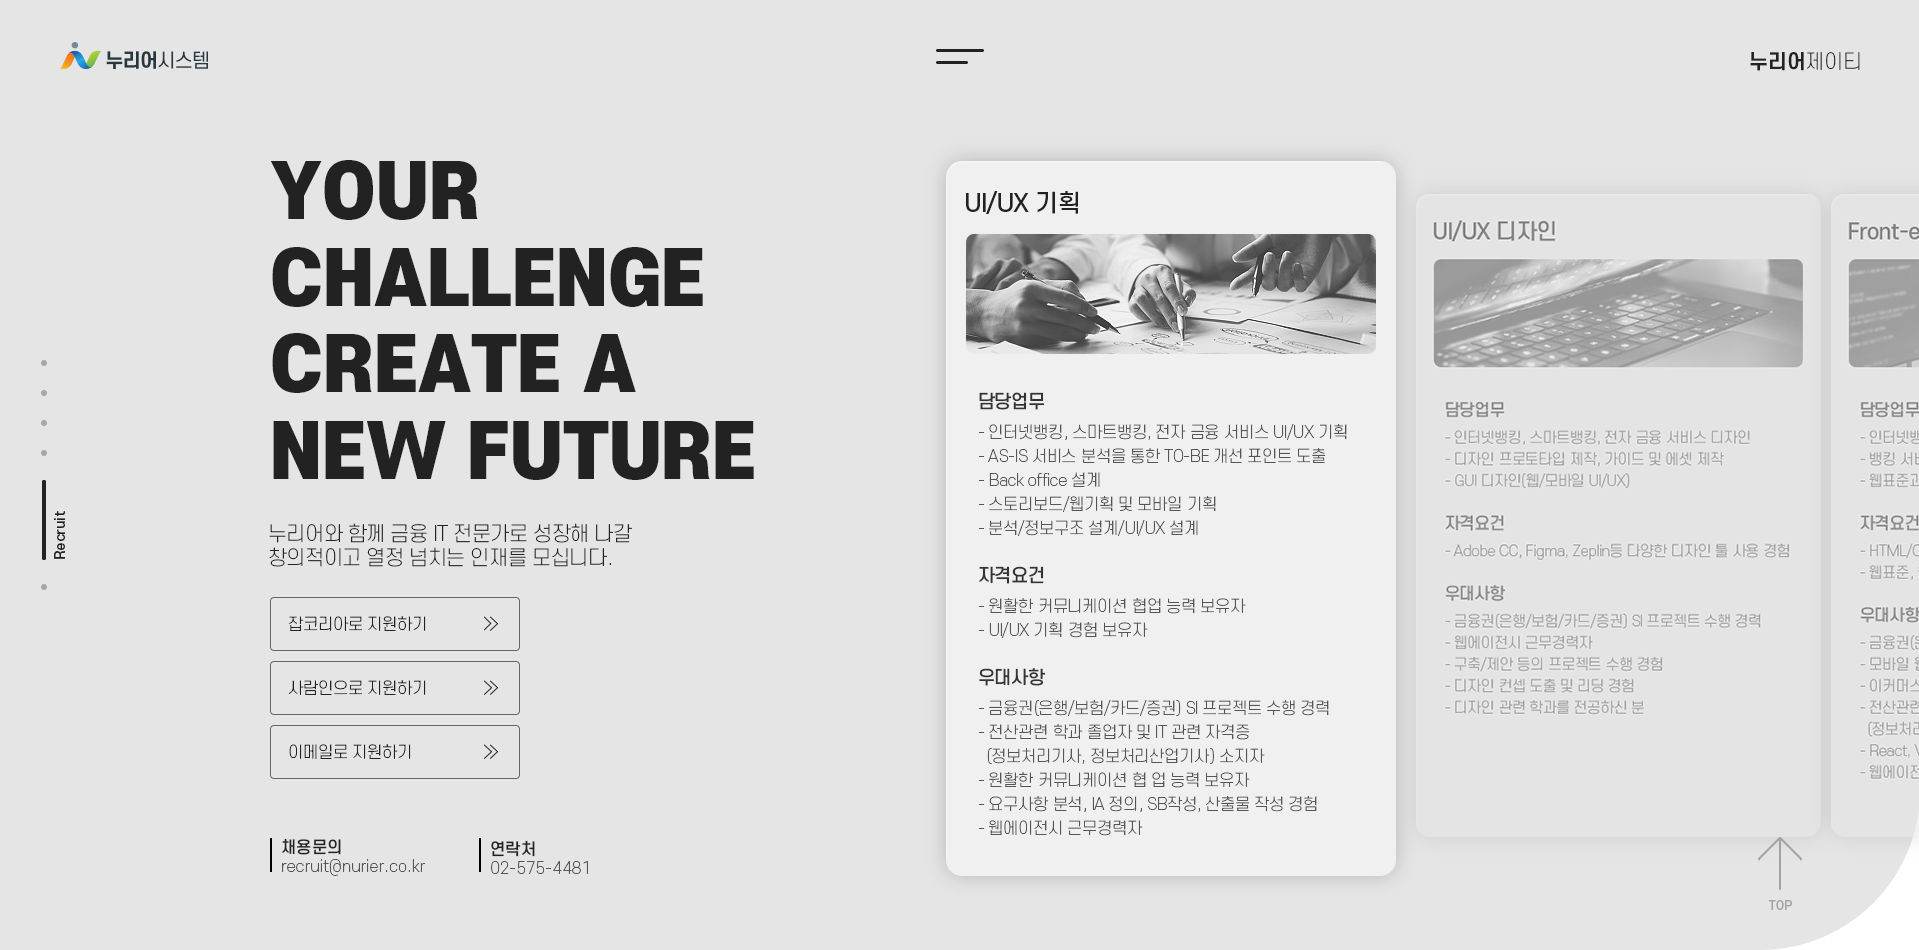 누리어시스템
누리어제이티
YOUR
CHALLENGE
CREATE A
NEW FUTURE
누리어와 함께 금융 IT 전문가로 성장해 나갈
창의적이고 열정 넘치는 인재를 모십니다.
잡코리아로 지원하기
사람인으로 지원하기
이메일로 지원하기
채용문의
recruit@nurier.co.kr
연락처
02-575-4481
Recruit
UI/UX 기획
담당업무
- 인터넷뱅킹, 스마트뱅킹, 전자 금융 서비스 UI/UX 기획
- AS-IS 서비스 분석을 통한 TO-BE 개선 포인트 도출
- Back office 설계
- 스토리보드/웹기획 및 모바일 기획
- 분석/정보구조 설계/UI/UX 설계
자격요건
- 원활한 커뮤니케이션 협업 능력 보유자
- UI/UX 기획 경험 보유자
우대사항
- 금융권(은행/보험/카드/증권) SI 프로젝트 수행 경력
- 전산관련 학과 졸업자 및 IT 관련 자격증
(정보처리기사, 정보처리산업기사) 소지자
- 원활한 커뮤니케이션 협 업 능력 보유자
- 요구사항 분석, IA 정의, SB작성, 산출물 작성 경험
- 웹에이전시 근무경력자
UI/UX 디자인
담당업무
- 인터넷뱅킹, 스마트뱅킹, 전자 금융 서비스 디자인
- 디자인 프로토타입 제작, 가이드 및 에셋 제작
- GUI 디자인(웹/모바일 UI/UX)
자격요건
- Adobe CC, Figma, Zeplin등 다양한 디자인 툴 사용 경험
우대사항
- 금융권(은행/보험/카드/증권) SI 프로젝트 수행 경력
- 웹에이전시 근무경력자
- 구축/제안 등의 프로젝트 수행 경험
- 디자인 컨셉 도출 및 리딩 경험
- 디자인 관련 학과를 전공하신 분
Front-e
담당업무
- 인터넷뱅
- 뱅킹 서비
- 웹표준과
자격요건
- HTML/C
- 웹표준,
우대사항
- 금융권(은
- 모바일 웹
- 이커머스
- 전산관련
(정보처리
- React, V
- 웹에이전
TOP